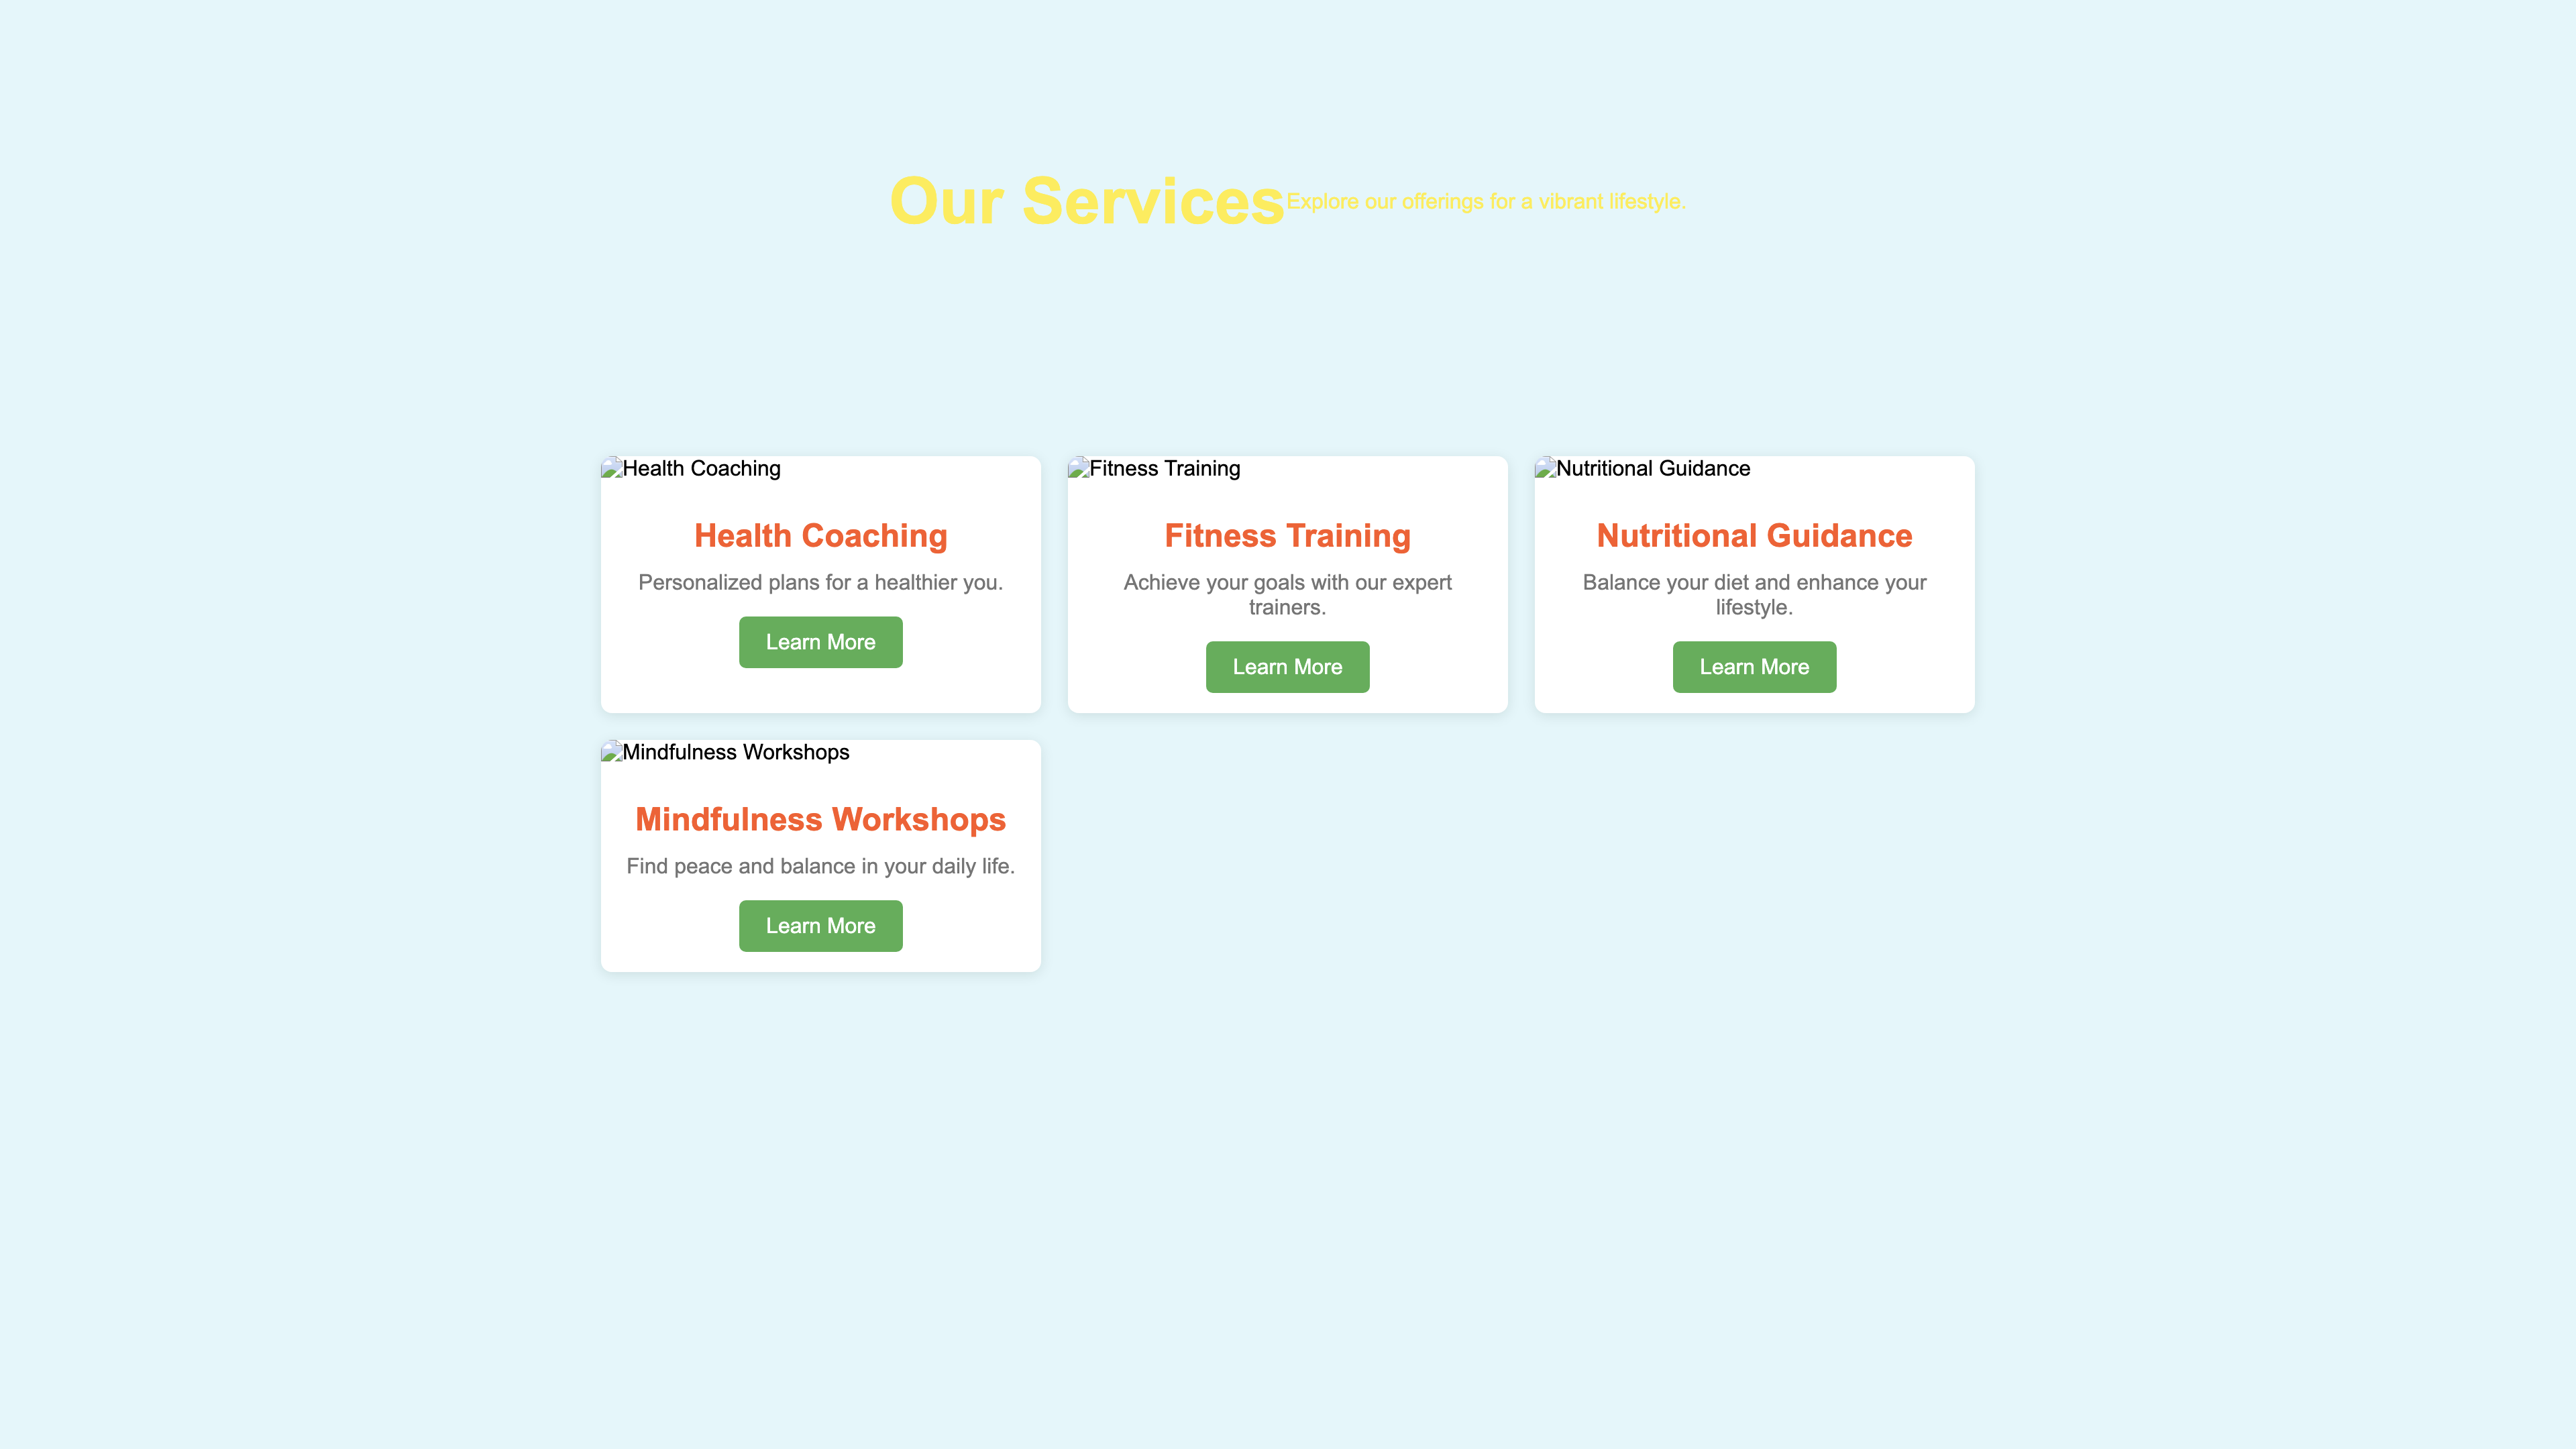 Our Services
Explore our offerings for a vibrant lifestyle.
Health Coaching
Health Coaching
Personalized plans for a healthier you.
Learn More
Fitness Training
Fitness Training
Achieve your goals with our expert
trainers.
Learn More
Nutritional Guidance
Nutritional Guidance
Balance your diet and enhance your
lifestyle.
Learn More
Mindfulness Workshops
Mindfulness Workshops
Find peace and balance in your daily life.
Learn More